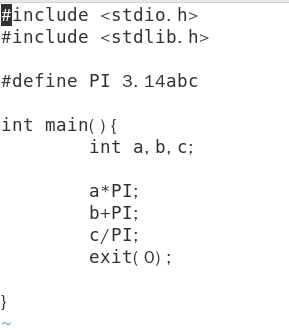 #include <stdio.h>
#include <stdlib.h>

#define PI 3.14abc

int main(){
        int a,b,c;

        a*PI;
        b+PI;
        c/PI;
        exit(0);

}
~